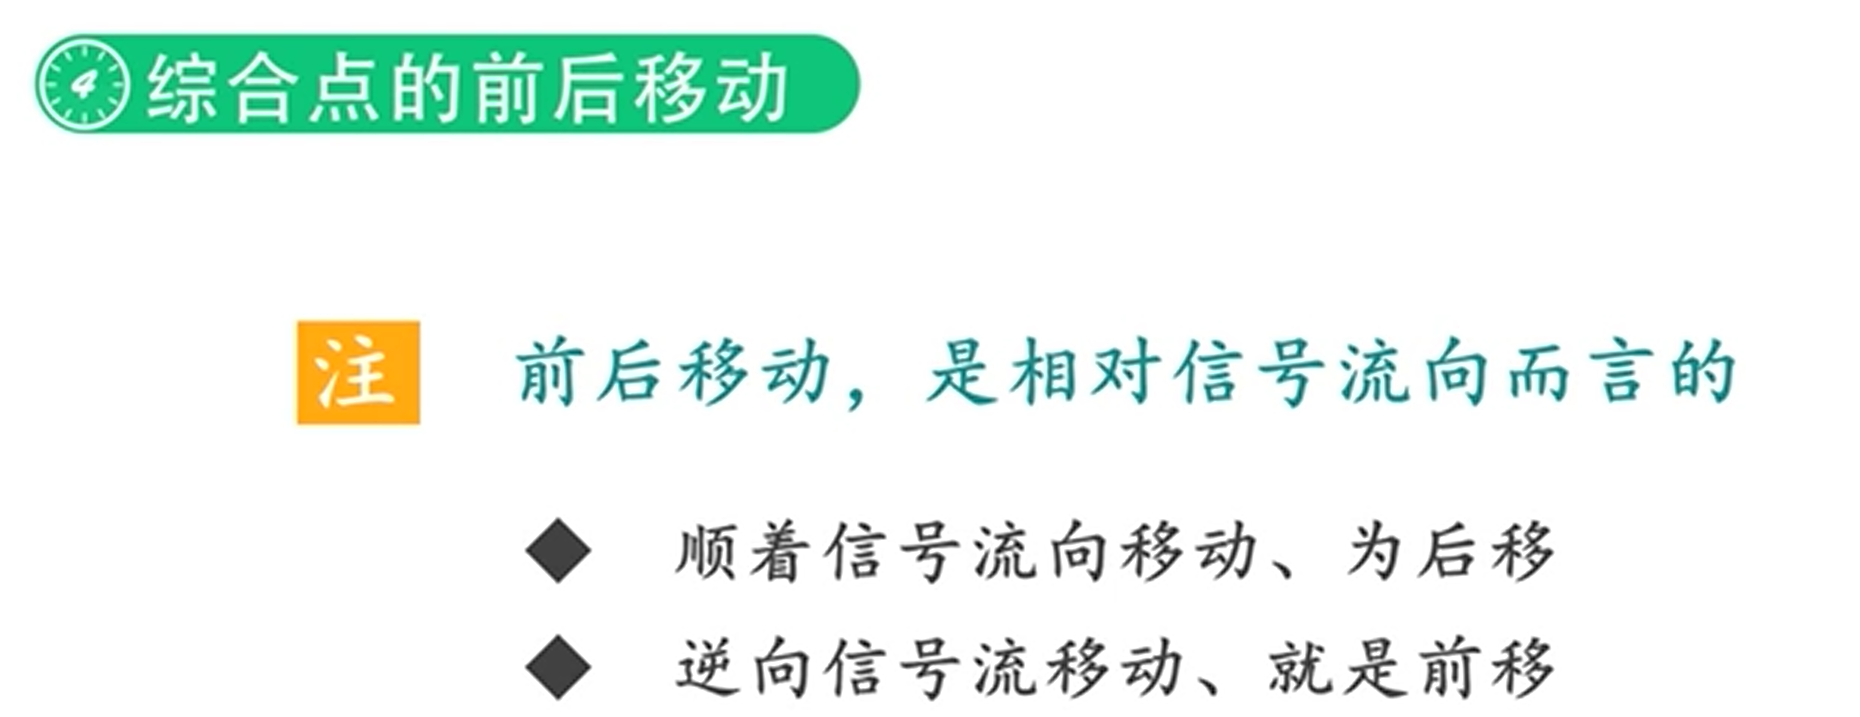 4 综合点的前后移动
注 前后移动，是相对信号流向而言的
◆ 顺着信号流向移动、为后移
◆ 逆向信号流移动、就是前移